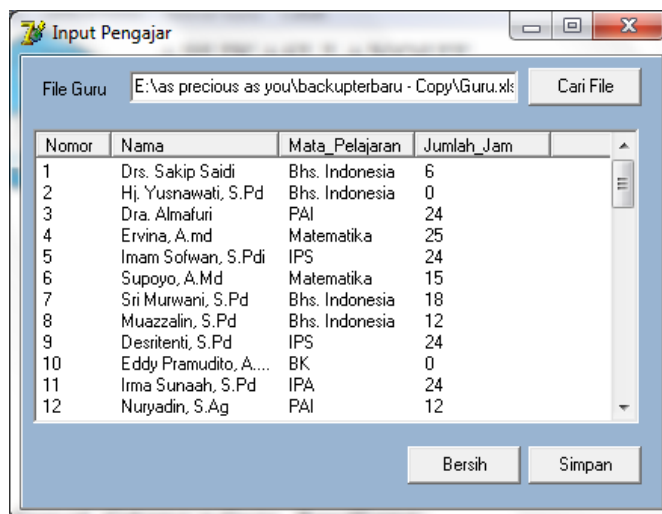 Input Pengajar
File Guru E:\as precious as you\backupterbaru - Copy\Guru.xls Cari File
Nomor Nama Mata_Pelajaran Jumlah_Jam
1 Drs. Sakip Saidi Bhs. Indonesia 6
2 Hj. Yusnawati, S.Pd Bhs. Indonesia 0
3 Dra. Almafuri PAI 24
4 Ervina, A.md Matematika 25
5 Imam Sofwan, S.Pdi IPS 24
6 Supoyo, A.Md Matematika 15
7 Sri Murwani, S.Pd Bhs. Indonesia 18
8 Muazzalin, S.Pd Bhs. Indonesia 12
9 Desritenti, S.Pd IPS 24
10 Eddy Pramudito, A.... BK 0
11 Irma Sunaah, S.Pd IPA 24
12 Nuryadin, S.Ag PAI 12
Bersih Simpan